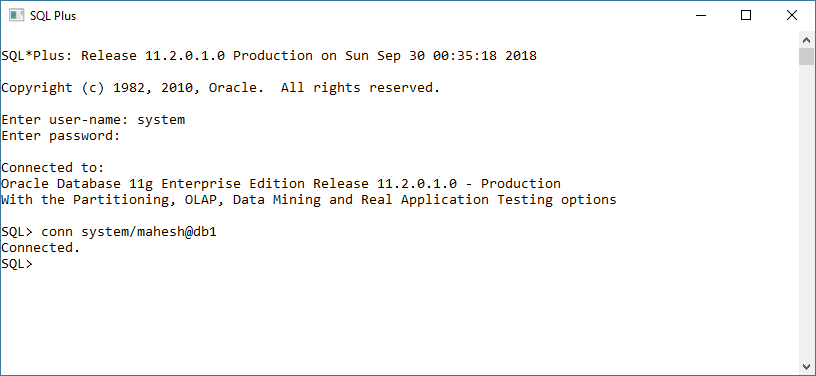 SQL Plus
SQL*Plus: Release 11.2.0.1.0 Production on Sun Sep 30 00:35:18 2018
Copyright (c) 1982, 2010, Oracle.  All rights reserved.
Enter user-name: system
Enter password:
Connected to:
Oracle Database 11g Enterprise Edition Release 11.2.0.1.0 - Production
With the Partitioning, OLAP, Data Mining and Real Application Testing options
SQL> conn system/mahesh@db1
Connected.
SQL>